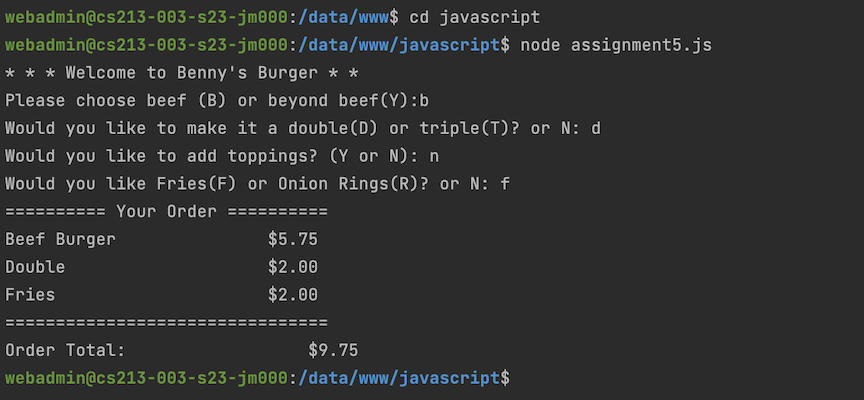 webadmin@cs213-003-s23-jm000:/data/www$ cd javascript
webadmin@cs213-003-s23-jm000:/data/www/javascript$ node assignment5.js
* * * Welcome to Benny's Burger * *
Please choose beef (B) or beyond beef(Y):b
Would you like to make it a double(D) or triple(T)? or N: d
Would you like to add toppings? (Y or N): n
Would you like Fries(F) or Onion Rings(R)? or N: f
========== Your Order ==========
Beef Burger               $5.75
Double                    $2.00
Fries                     $2.00
================================
Order Total:                  $9.75
webadmin@cs213-003-s23-jm000:/data/www/javascript$